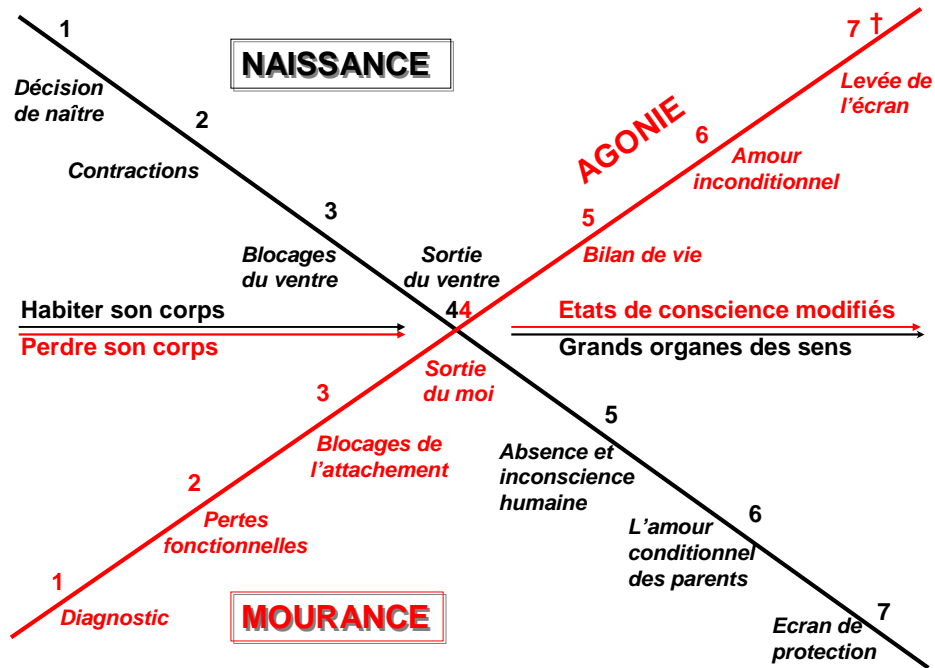 1
NAISSANCE
7 †
Décision
de naître
Levée de
l'écran
2
AGONIE
6
Contractions
Amour
inconditionnel
3
5
Blocages
du ventre
Sortie
du ventre
Bilan de vie
Habiter son corps
44
Etats de conscience modifiés
Perdre son corps
Grands organes des sens
Sortie
du moi
3
5
Blocages de
l'attachement
Absence et
inconscience
humaine
2
6
Pertes
fonctionnelles
L'amour
conditionnel
des parents
1
7
Diagnostic
MOURANCE
Ecran de
protection